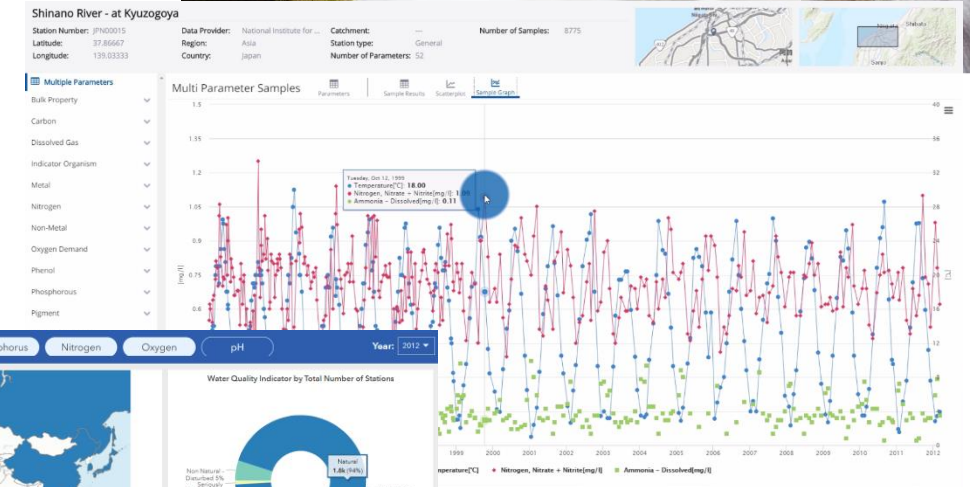 Shinano River - at Kyuzogoya
Station Number: JPN00015
Latitude: 37.86667
Longitude: 139.03333
Data Provider: National Institute for ...
Region: Asia
Country: Japan
Catchment: —
Station type: General
Number of Parameters: 52
Number of Samples: 8775
Multiple Parameters
Bulk Property
Carbon
Dissolved Gas
Indicator Organism
Metal
Nitrogen
Non-Metal
Oxygen Demand
Phenol
Phosphorous
Pigment
Multi Parameter Samples
Parameters
Sample Results
Scatterplot
Sample Graph
1.5
1.35
1.2
1.05
0.9
0.75
0.6
[mg/l]
40
36
32
28
24
20
16
12
8
4
0
Tuesday, Oct 12, 1999
Temperature[°C]: 18.00
Nitrogen, Nitrate + Nitrite[mg/l]:
Ammonia – Dissolved[mg/l]: 0.11
1999 2000 2001 2002 2003 2004 2005 2006 2007 2008 2009 2010 2011 2012
mperature[°C] Nitrogen, Nitrate + Nitrite[mg/l] Ammonia – Dissolved[mg/l]
phorus Nitrogen Oxygen pH Year: 2012
Water Quality Indicator by Total Number of Stations
Natural
1.8k (94%)
Non Natural -
Disturbed 5%
Seriously